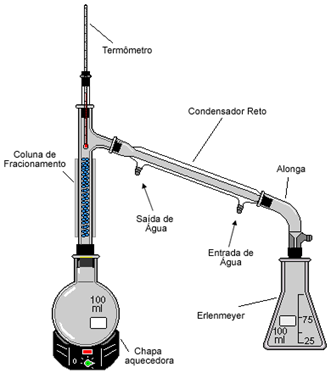 Termômetro
Condensador Reto
Coluna de
Fracionamento
Alonga
Saída de
Água
Entrada de
Água
Erlenmeyer
100
ml
75
100
ml
25
Chapa
aquecedora
0